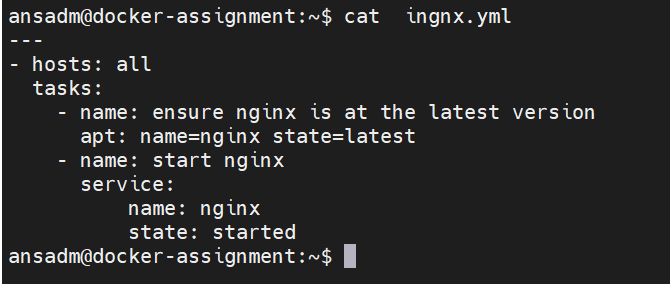 ansadm@docker-assignment:~$ cat  ingnx.yml
---
- hosts: all
  tasks:
    - name: ensure nginx is at the latest version
      apt: name=nginx state=latest
    - name: start nginx
      service:
          name: nginx
          state: started
ansadm@docker-assignment:~$